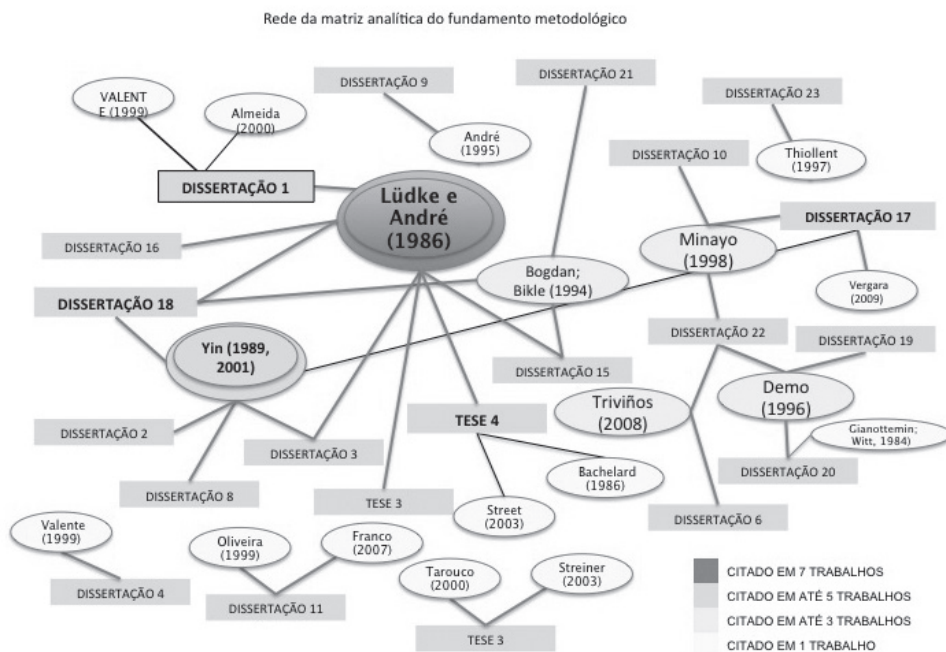 Rede da matriz analítica do fundamento metodológico
DISSERTAÇÃO 9
DISSERTAÇÃO 21
DISSERTAÇÃO 23
VALENT
E (1999)
Almeida
(2000)
André
(1995)
DISSERTAÇÃO 10
Thiollent
(1997)
DISSERTAÇÃO 1
Lüdke e
André
(1986)
DISSERTAÇÃO 17
DISSERTAÇÃO 16
Minayo
(1998)
Bogdan;
Bikle (1994)
Vergara
(2009)
DISSERTAÇÃO 18
DISSERTAÇÃO 22
DISSERTAÇÃO 19
Yin (1989,
2001)
DISSERTAÇÃO 15
Demo
(1996)
Triviños
(2008)
TESE 4
DISSERTAÇÃO 2
DISSERTAÇÃO 3
Gianottemin;
Witt, 1984)
Bachelard
(1986)
DISSERTAÇÃO 20
DISSERTAÇÃO 8
TESE 3
Street
(2003)
DISSERTAÇÃO 6
Valente
(1999)
Oliveira
(1999)
Franco
(2007)
Tarouco
(2000)
Streiner
(2003)
DISSERTAÇÃO 4
DISSERTAÇÃO 11
TESE 3
CITADO EM 7 TRABALHOS
CITADO EM ATÉ 5 TRABALHOS
CITADO EM ATÉ 3 TRABALHOS
CITADO EM 1 TRABALHO